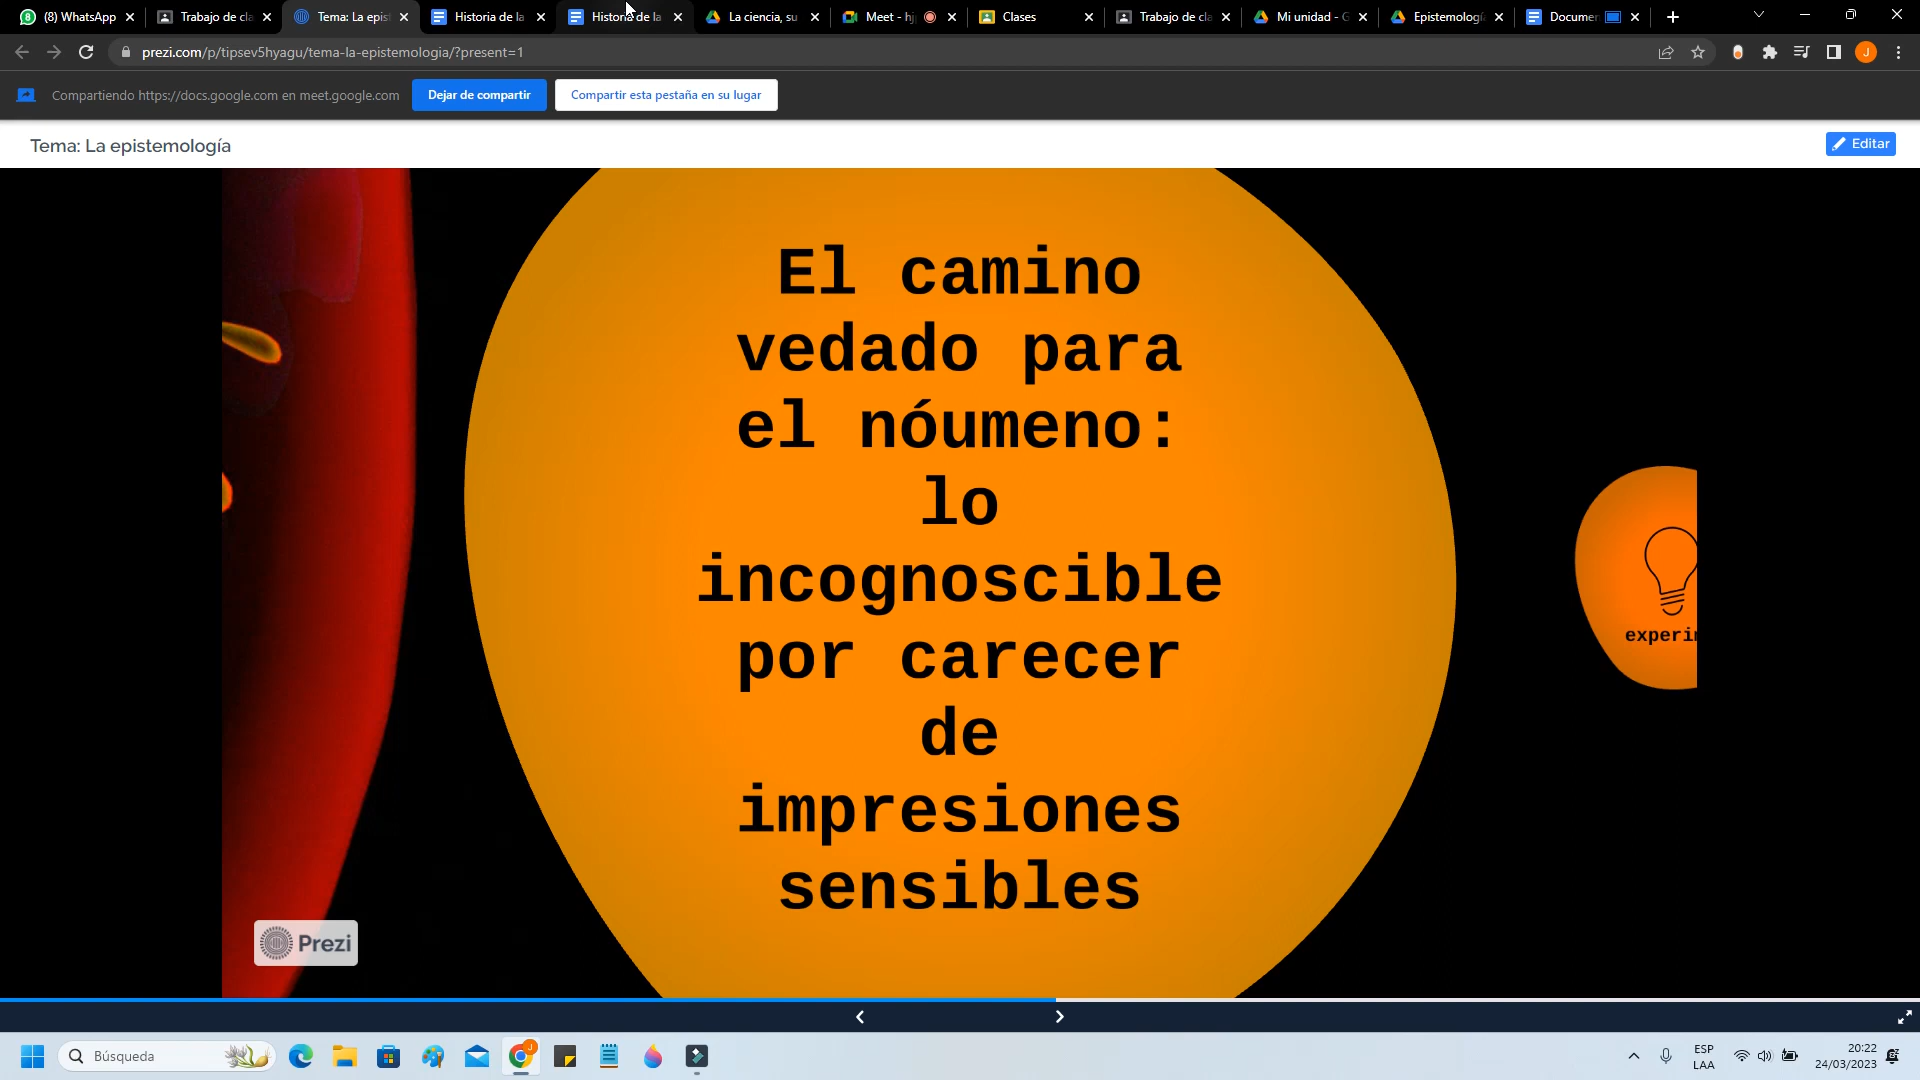 (8) WhatsApp
Trabajo de cla
Tema: La epist
Historia de la
Historia de la
La ciencia, su
Meet - hj
Clases
Trabajo de cla
Mi unidad - G
Epistemologí
Documen
prezi.com/p/tipsev5hyagu/tema-la-epistemologia/?present=1
J
Compartiendo https://docs.google.com en meet.google.com
Dejar de compartir
Compartir esta pestaña en su lugar
Tema: La epistemología
Editar
El camino
vedado para
el nóumeno:
lo
incognoscible
por carecer
de
impresiones
sensibles
experi
Prezi
Búsqueda
ESP
LAA
20:22
24/03/2023